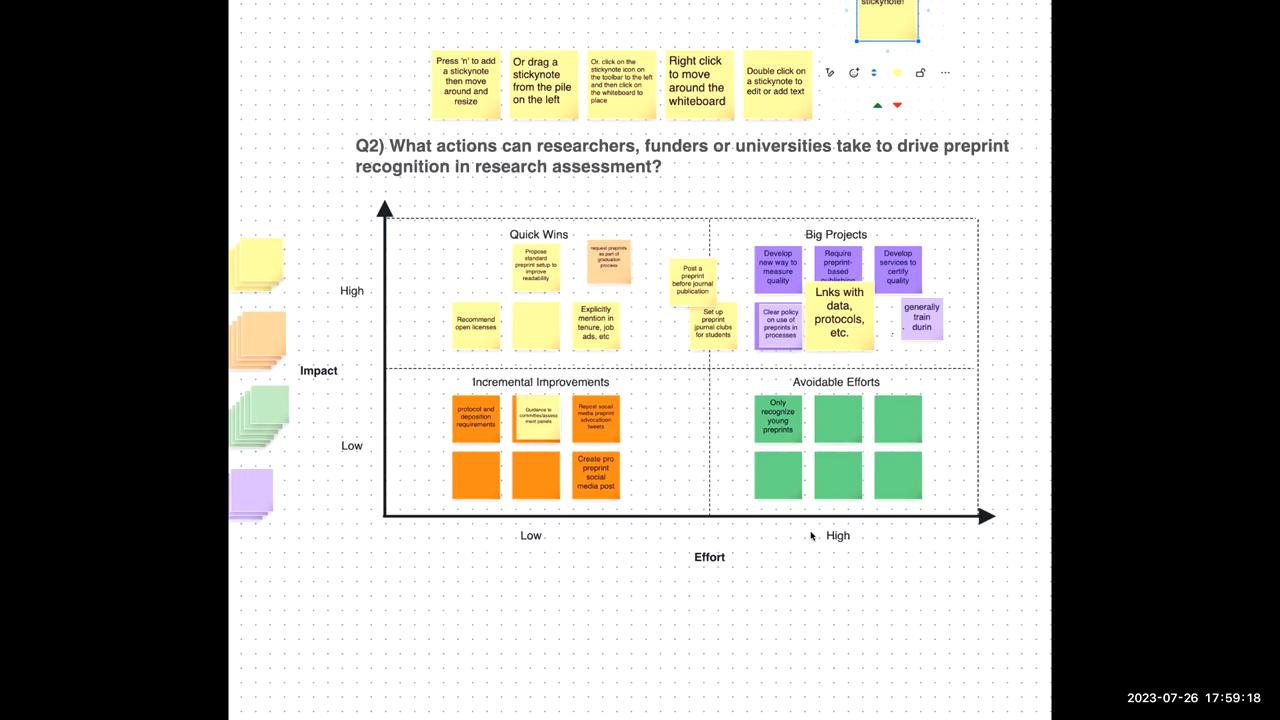 stickynote!
Press 'n' to add
a stickynote
then move
around and
resize
Or drag a
stickynote
from the pile
on the left
Or, click on the
stickynote icon on
the toolbar to the left
and then click on
the whiteboard to
place
Right click
to move
around the
whiteboard
Double click on
a stickynote to
edit or add text
Q2) What actions can researchers, funders or universities take to drive preprint
recognition in research assessment?
Quick Wins
Big Projects
Propose
standard
preprint setup to
improve
readability
request preprints
as part of
graduation
process
Post a
preprint
before journal
publication
Develop
new way to
measure
quality
Require
preprint-
based
publishing
Develop
services to
certify
quality
High
Recommend
open licenses
Explicitly
mention in
tenure, job
ads, etc
Set up
preprint
journal clubs
for students
Clear policy
on use of
preprints in
processes
Lnks with
data,
protocols,
etc.
generally
train
durin
Impact
Incremental Improvements
Avoidable Efforts
protocol and
deposition
requirements
Guidance to
committes/assess
ment panels
Repost social
media preprint
advocatioon
tweets
Only
recognize
young
preprints
Low
Create pro
preprint
social
media post
Low
High
Effort
2023-07-26 17:59:18